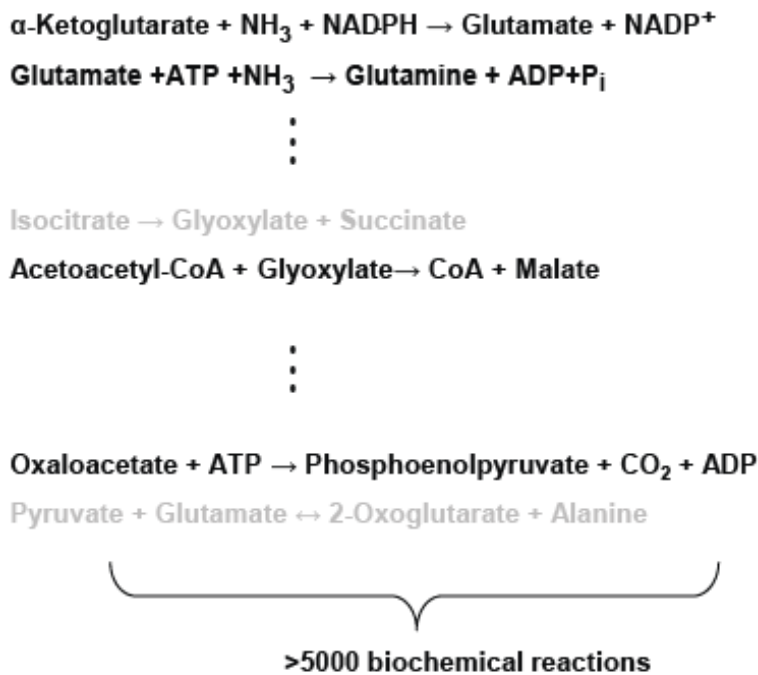 α-Ketoglutarate + NH₃ + NADPH → Glutamate + NADP⁺
Glutamate +ATP +NH₃ → Glutamine + ADP+Pᵢ
Isocitrate → Glyoxylate + Succinate
Acetoacetyl-CoA + Glyoxylate→ CoA + Malate
Oxaloacetate + ATP → Phosphoenolpyruvate + CO₂ + ADP
Pyruvate + Glutamate ↔ 2-Oxoglutarate + Alanine
>5000 biochemical reactions